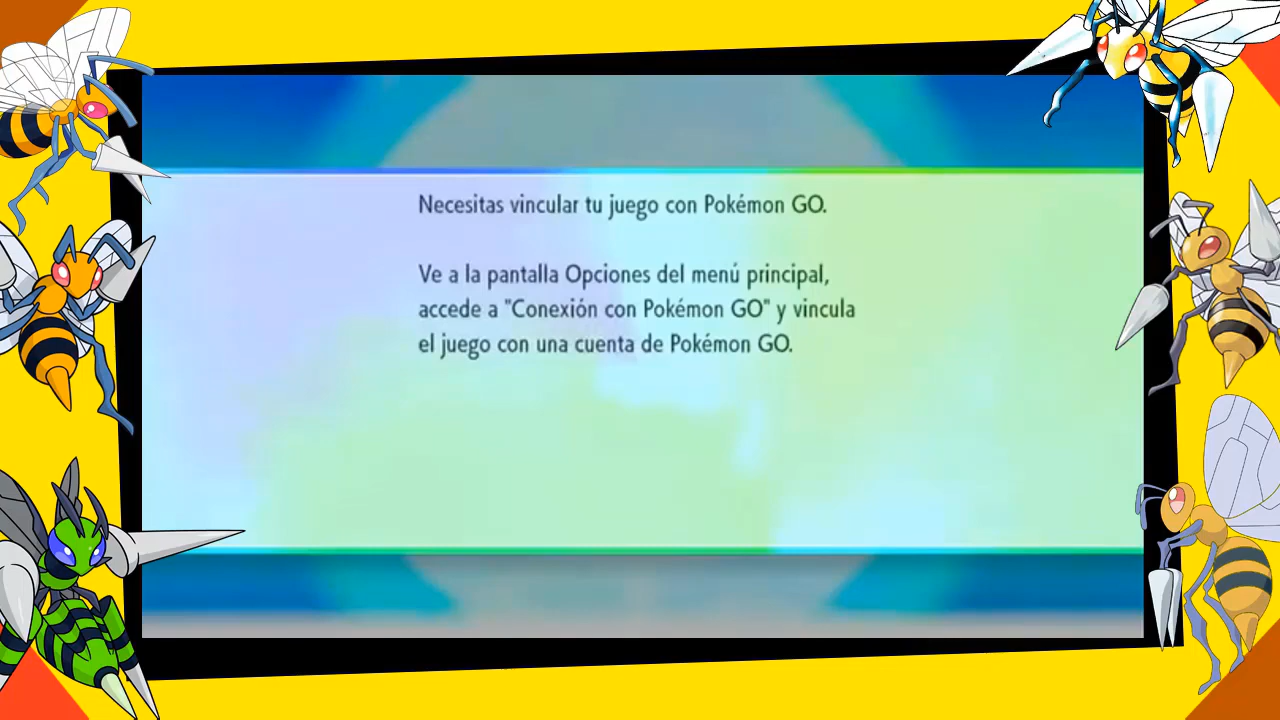 Necesitas vincular tu juego con Pokémon GO.
Ve a la pantalla Opciones del menú principal,
accede a "Conexión con Pokémon GO" y vincula
el juego con una cuenta de Pokémon GO.